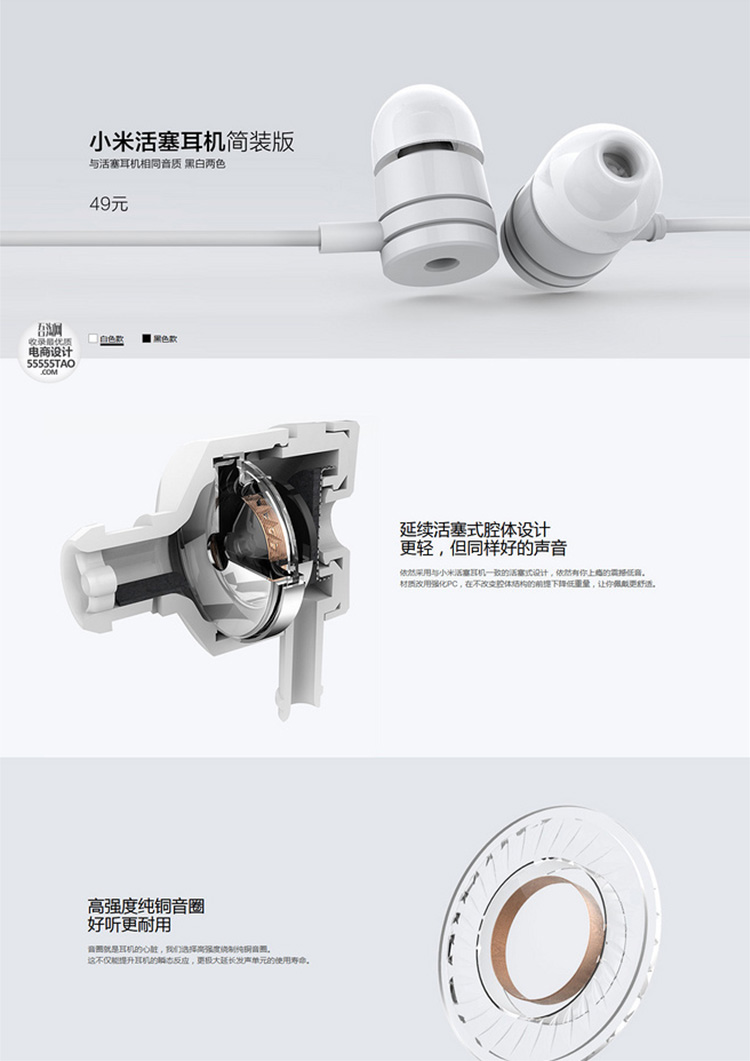 小米活塞耳机简装版
与活塞耳机相同音质 黑白两色
49元
吾淘网
收录最优质
电商设计
55555TAO
.COM
白色款
黑色款
延续活塞式腔体设计
更轻，但同样好的声音
依然采用与小米活塞耳机一致的活塞式设计，依然有你上瘾的震撼低音。
材质改用强化PC，在不改变腔体结构的前提下降低重量，让你佩戴更舒适。
高强度纯铜音圈
好听更耐用
音圈就是耳机的心脏，我们选择高强度绕制纯铜音圈。
这不仅能提升耳机的瞬态反应，更极大延长发声单元的使用寿命。